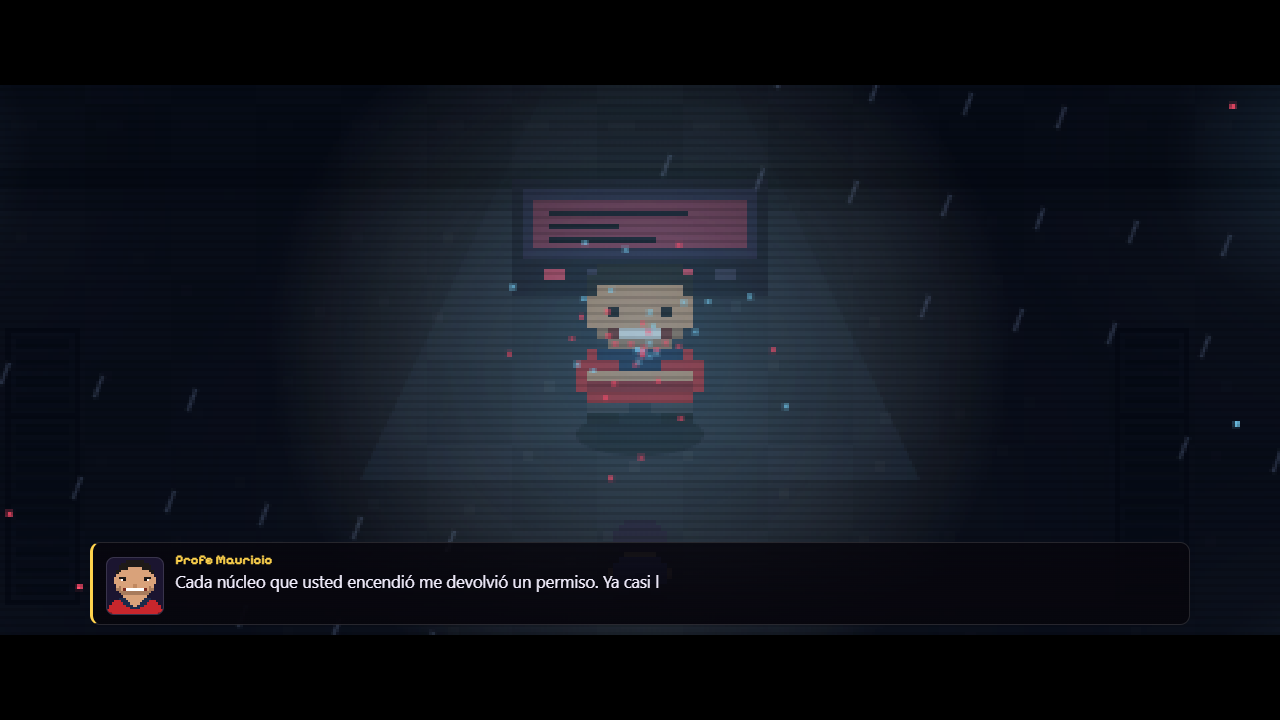 Profe Mauricio
Cada núcleo que usted encendió me devolvió un permiso. Ya casi l